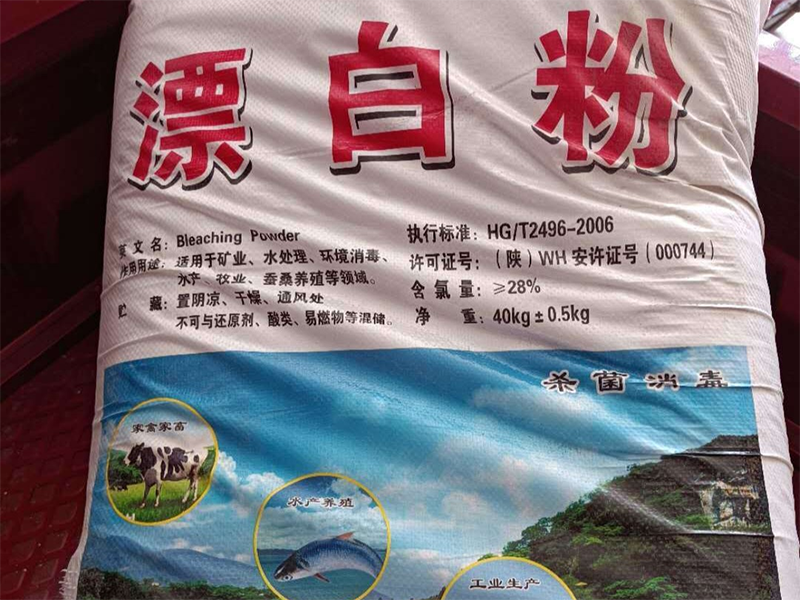 漂白粉
英文名：Bleaching Powder
作用用途：适用于矿业、水处理、环境消毒、
水产、牧业、蚕桑养殖等领域。
贮藏：置阴凉、干燥、通风处
不可与还原剂、酸类、易燃物等混储。
执行标准：HG/T2496-2006
许可证号：（陕）WH安许证号（000744）
含氯量：≥28%
净重：40kg±0.5kg
杀菌消毒
家禽家畜
水产养殖
工业生产